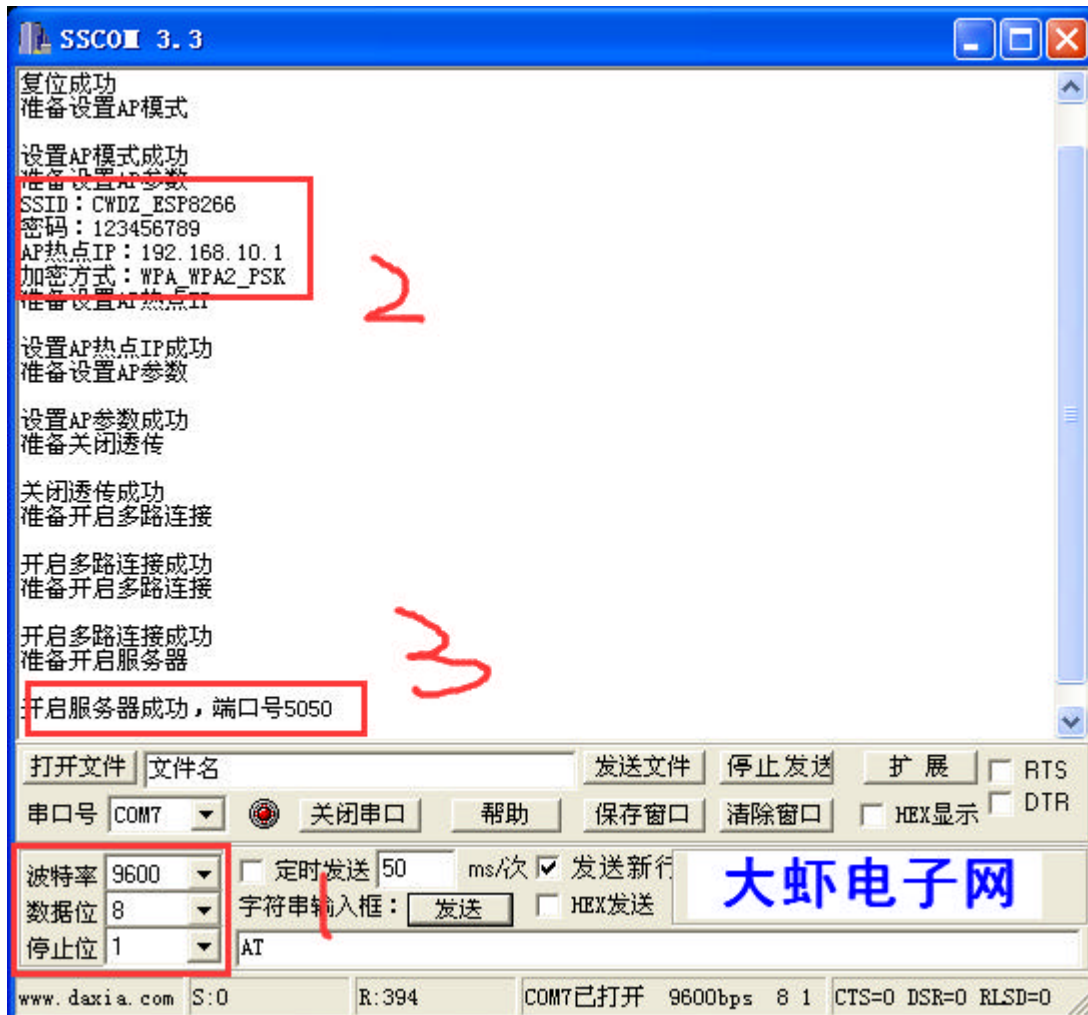 SSCOM 3.3
复位成功
准备设置AP模式
设置AP模式成功
准备设置AP参数
SSID：CWDZ_ESP8266
密码：123456789
AP热点IP：192.168.10.1
加密方式：WPA_WPA2_PSK
准备设置AP热点IP
2
设置AP热点IP成功
准备设置AP参数
设置AP参数成功
准备关闭透传
关闭透传成功
准备开启多路连接
开启多路连接成功
准备开启多路连接
开启多路连接成功
准备开启服务器
3
开启服务器成功，端口号5050
打开文件 文件名 发送文件 停止发送 扩展 RTS
串口号 COM7 关闭串口 帮助 保存窗口 清除窗口 HEX显示 DTR
波特率 9600 定时发送 50 ms/次 发送新行 大虾电子网
数据位 8 字符串输入框： 发送 HEX发送
1
停止位 1 AT
www.daxia.com S:0 R:394 COM7已打开 9600bps 8 1 CTS=0 DSR=0 RLSD=0